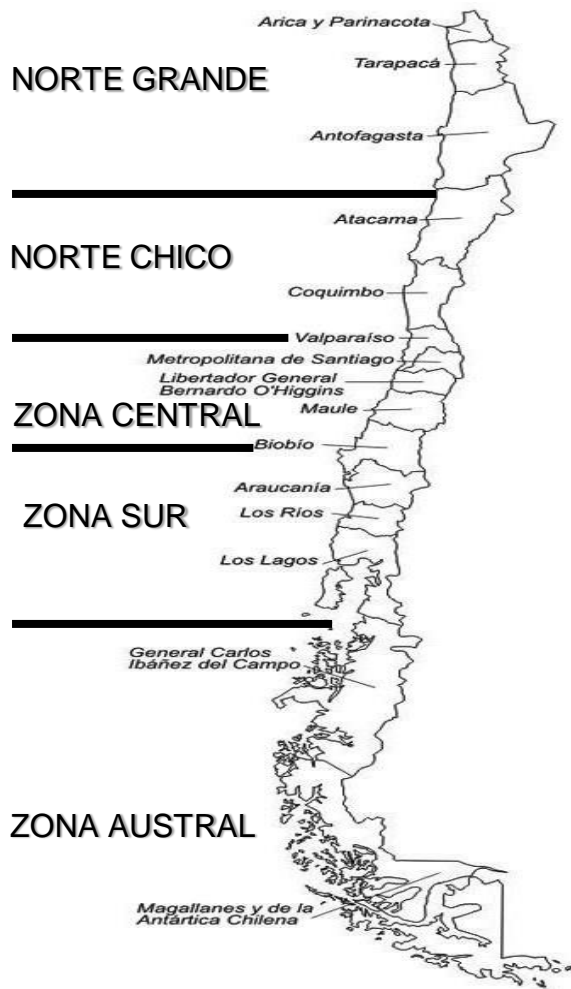 Arica y Parinacota
Tarapacá
NORTE GRANDE
Antofagasta
Atacama
NORTE CHICO
Coquimbo
Valparaíso
Metropolitana de Santiago
Libertador General
Bernardo O'Higgins
Maule
ZONA CENTRAL
Biobío
Araucanía
Los Ríos
ZONA SUR
Los Lagos
General Carlos
Ibáñez del Campo
ZONA AUSTRAL
Magallanes y de la
Antártica Chilena